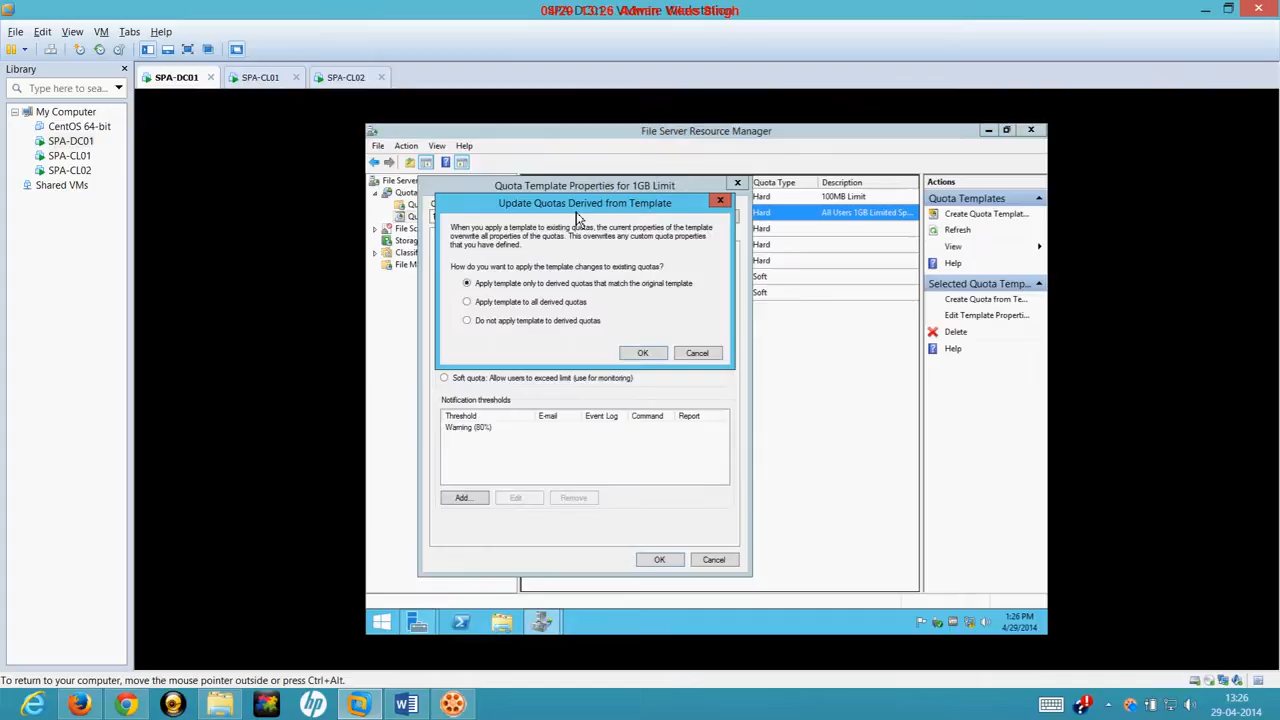 File Edit View VM Tabs Help
Library
Type here to sea...
My Computer
CentOS 64-bit
SPA-DC01
SPA-CL01
SPA-CL02
Shared VMs
SPA-DC01 SPA-CL01 SPA-CL02
File Server Resource Manager
File Action View Help
File Server
Quota
Qu
Qu
File Sc
Storag
Classif
File M
Quota Template Properties for 1GB Limit
Update Quotas Derived from Template
When you apply a template to existing quotas, the current properties of the template
overwrite all properties of the quotas. This overwrites any custom quota properties
that you have defined.
How do you want to apply the template changes to existing quotas?
Apply template only to derived quotas that match the original template
Apply template to all derived quotas
Do not apply template to derived quotas
OK Cancel
Soft quota: Allow users to exceed limit (use for monitoring)
Notification thresholds
Threshold E-mail Event Log Command Report
Warning (80%)
Add... Edit Remove
OK Cancel
Quota Type Description
Hard 100MB Limit
Hard All Users 1GB Limited Sp...
Hard
Hard
Hard
Soft
Soft
Actions
Quota Templates
Create Quota Templat...
Refresh
View
Help
Selected Quota Temp...
Create Quota from Te...
Edit Template Properti...
Delete
Help
1:26 PM
4/29/2014
To return to your computer, move the mouse pointer outside or press Ctrl+Alt.
13:26
29-04-2014